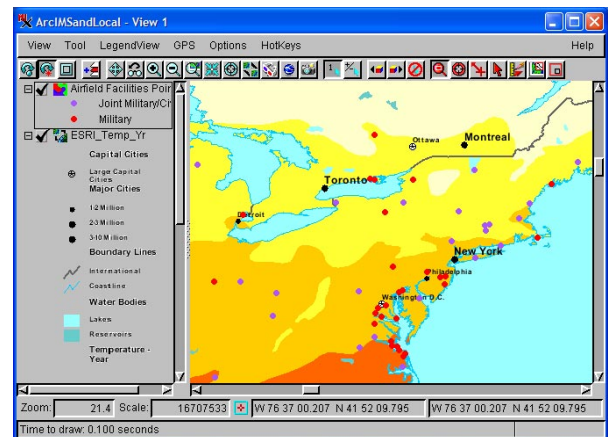 ArcIMSandLocal - View 1
View Tool LegendView GPS Options HotKeys Help
Airfield Facilities Poin
Joint Military/Ci
Military
ESRI_Temp_Yr
Capital Cities
Large Capital
Cities
Major Cities
1-2 Million
2-3 Million
3-10 Million
Boundary Lines
International
Coastline
Water Bodies
Lakes
Reservoirs
Temperature -
Year
Ottawa
Montreal
Toronto
Detroit
New York
Philadelphia
Washington D.C.
Zoom: 21.4 Scale: 16707533 W 76 37 00.207 N 41 52 09.795 W 76 37 00.207 N 41 52 09.795
Time to draw: 0.100 seconds